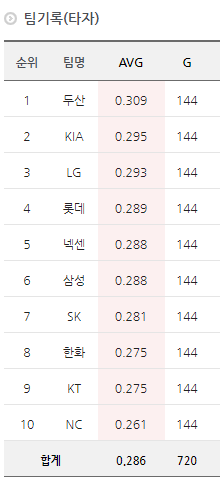 팀기록(타자)
순위 팀명 AVG G
1 두산 0.309 144
2 KIA 0.295 144
3 LG 0.293 144
4 롯데 0.289 144
5 넥센 0.288 144
6 삼성 0.288 144
7 SK 0.281 144
8 한화 0.275 144
9 KT 0.275 144
10 NC 0.261 144
합계 0.286 720